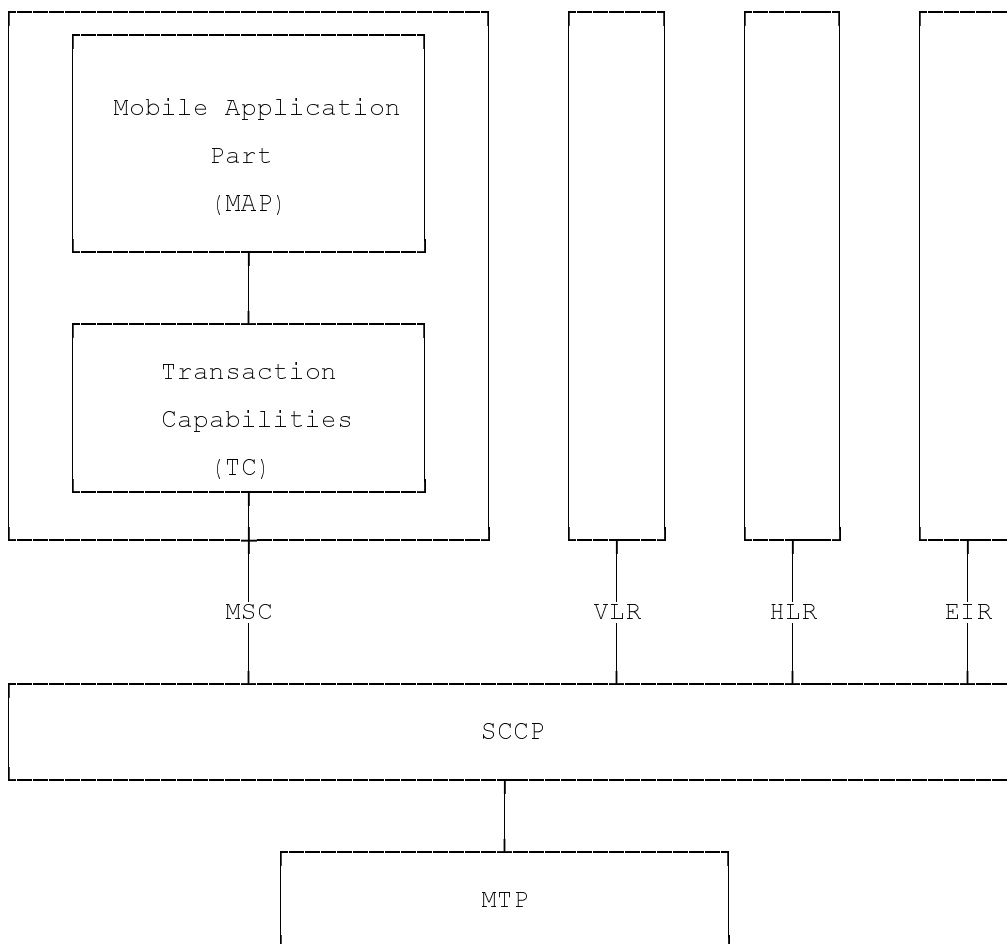 Mobile Application
Part
(MAP)
Transaction
Capabilities
(TC)
MSC
VLR
HLR
EIR
SCCP
MTP